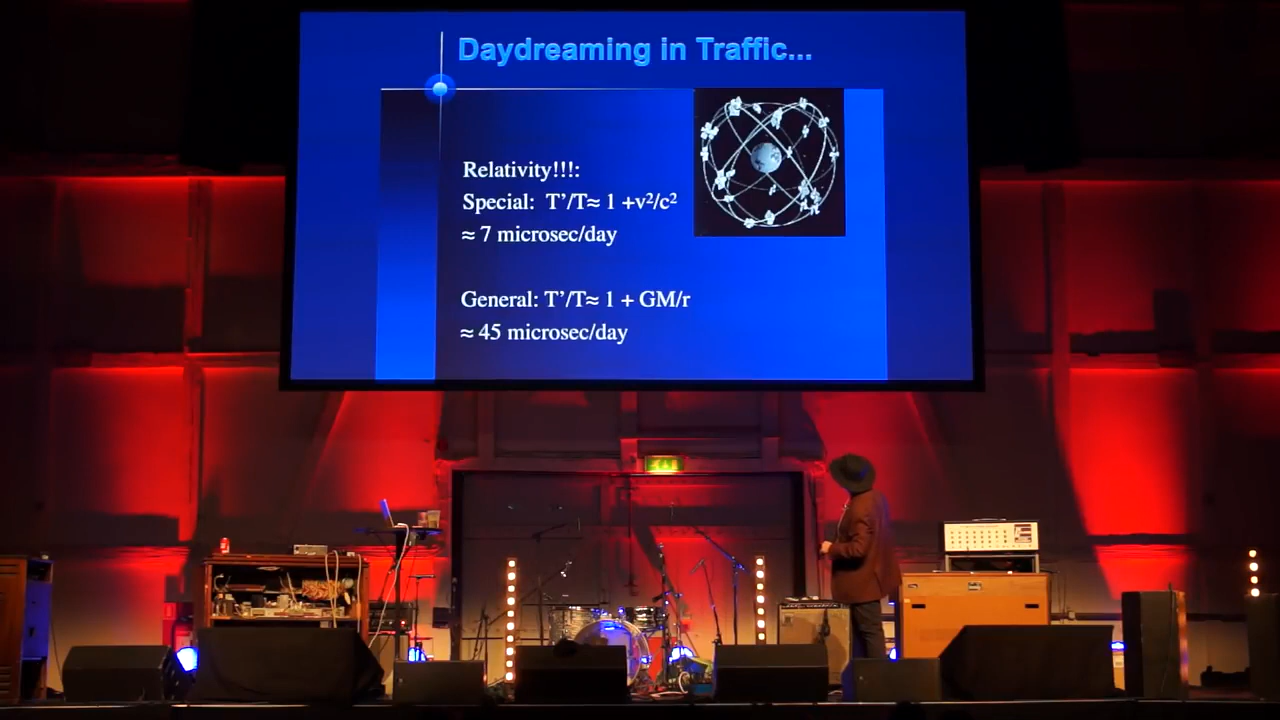 Daydreaming in Traffic...
Relativity!!!:
Special: T’/T≈ 1 +v²/c²
≈ 7 microsec/day
General: T’/T≈ 1 + GM/r
≈ 45 microsec/day